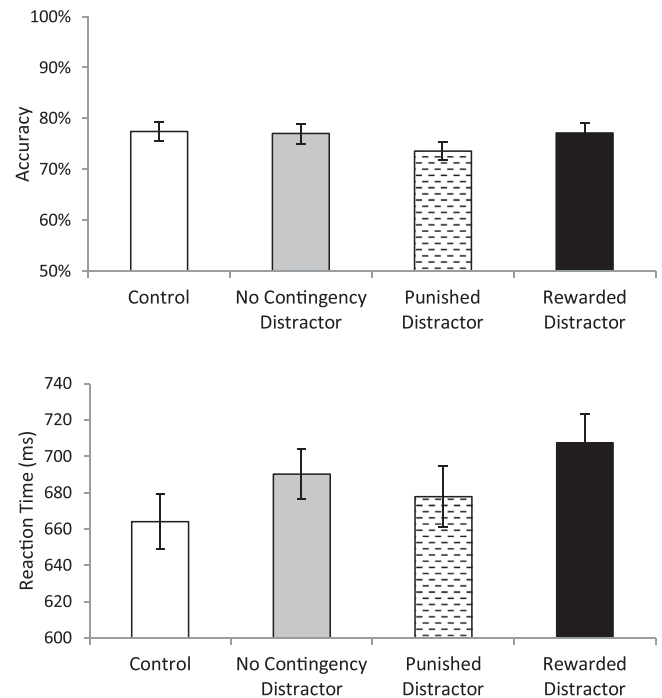 100%
90%
80%
70%
60%
50%
Accuracy
Control
No Contingency
Distractor
Punished
Distractor
Rewarded
Distractor
740
720
700
680
660
640
620
600
Reaction Time (ms)
Control
No Contingency
Distractor
Punished
Distractor
Rewarded
Distractor